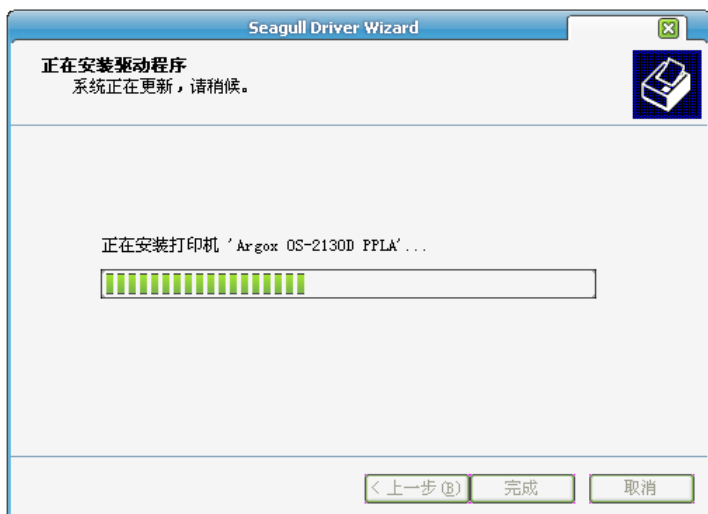 Seagull Driver Wizard
正在安装驱动程序
系统正在更新，请稍候。
正在安装打印机 'Argox OS-2130D PPLA'...
< 上一步(B) 完成 取消